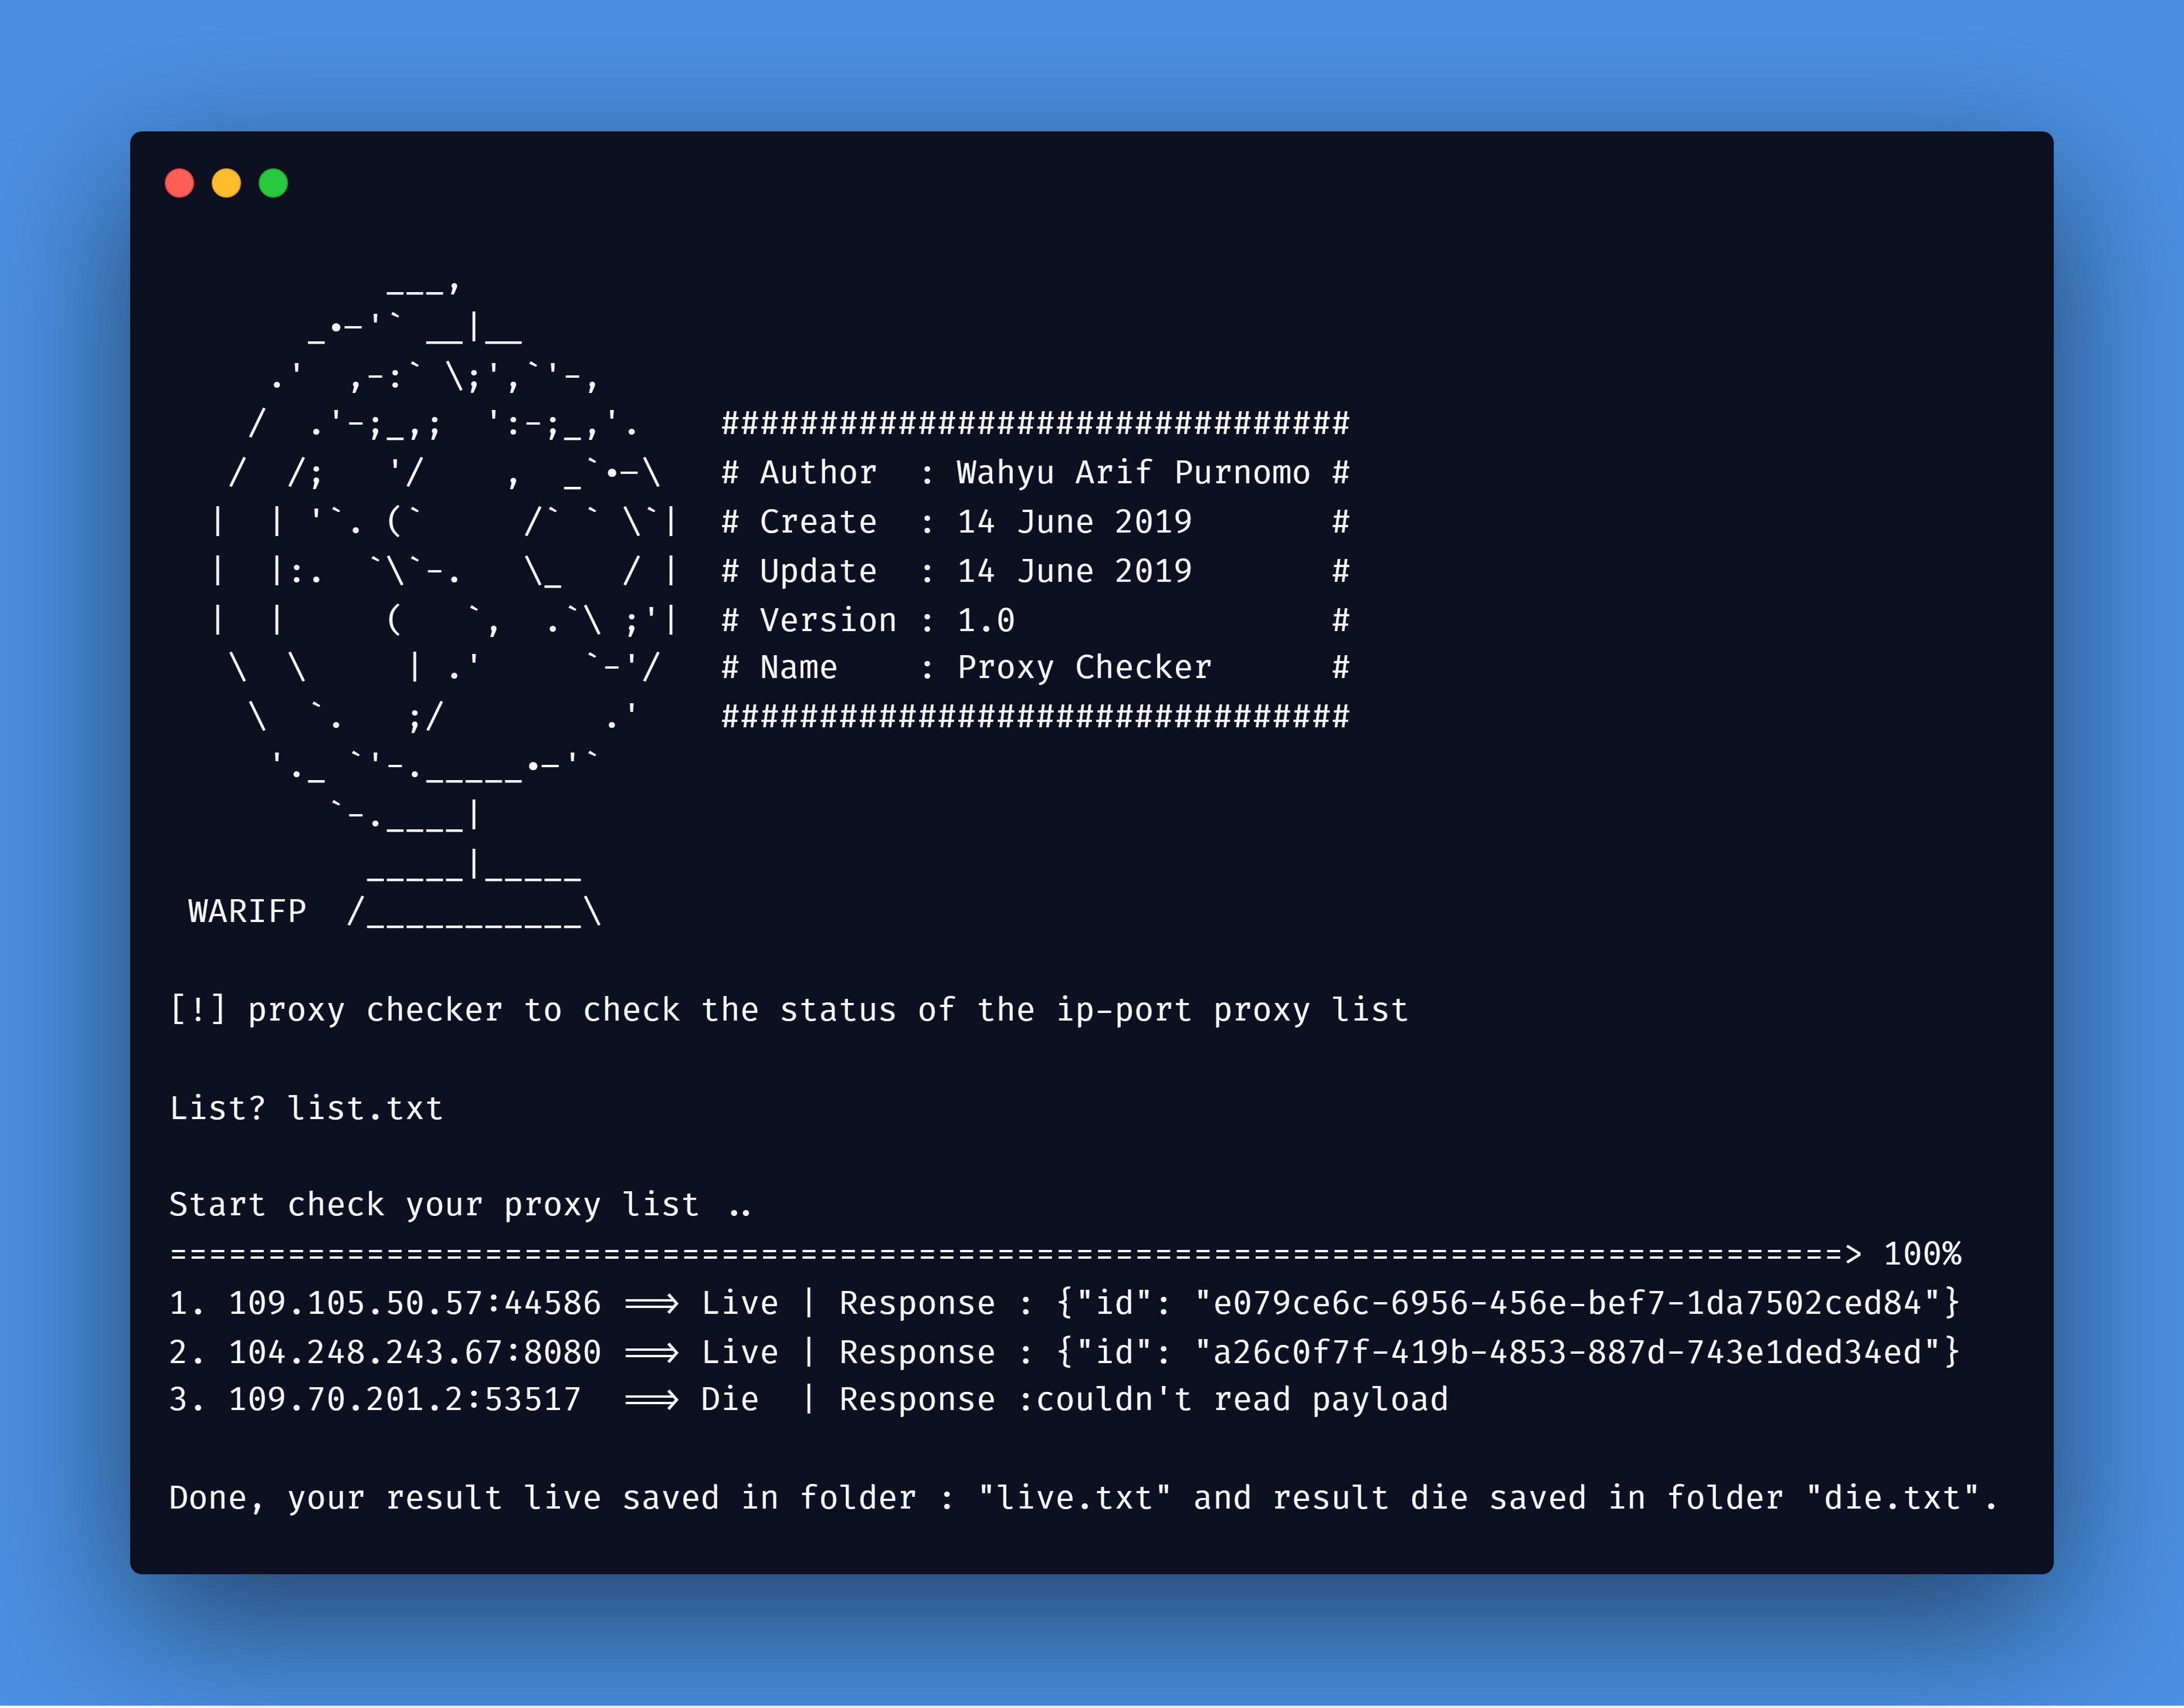 ################################
# Author  : Wahyu Arif Purnomo #
# Create  : 14 June 2019       #
# Update  : 14 June 2019       #
# Version : 1.0                #
# Name    : Proxy Checker      #
################################
WARIFP
[!] proxy checker to check the status of the ip-port proxy list
List? list.txt
Start check your proxy list ..
=====================================================================================> 100%
1. 109.105.50.57:44586 ==> Live | Response : {"id": "e079ce6c-6956-456e-bef7-1da7502ced84"}
2. 104.248.243.67:8080 ==> Live | Response : {"id": "a26c0f7f-419b-4853-887d-743e1ded34ed"}
3. 109.70.201.2:53517  ==> Die  | Response :couldn't read payload
Done, your result live saved in folder : "live.txt" and result die saved in folder "die.txt".